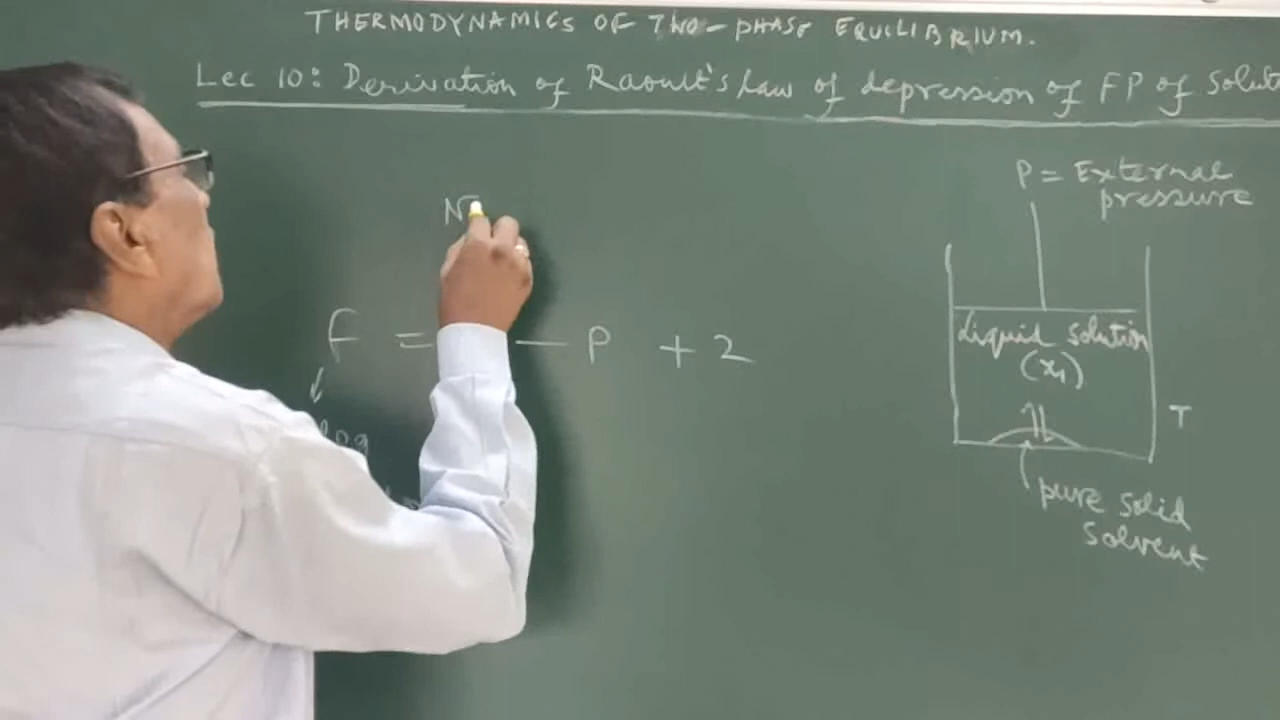 THERMODYNAMICS OF TWO-PHASE EQUILIBRIUM.
Lec 10: Derivation of Raoult's Law of depression of FP of Solut
P = External
pressure
N
F = — P + 2
Liquid solution
(x₁)
T
pure solid
solvent